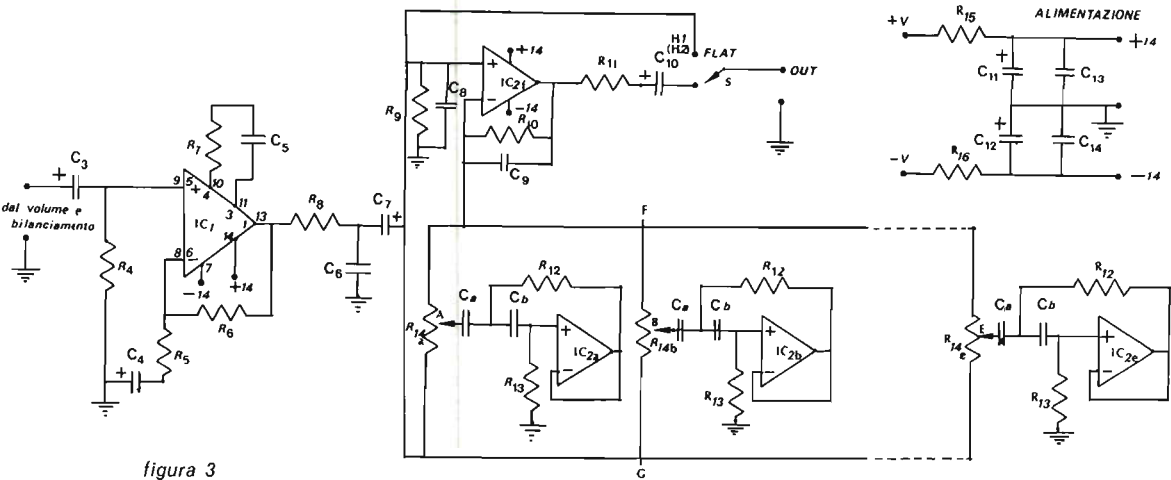 ALIMENTAZIONE
+V
R15
+14
+
C11
C13
+
C12
C14
-V
R16
-14
H.1
(H.2)
FLAT
+14
+
IC2f
-
-14
R11
+
C10
S
OUT
R9
C8
R10
C9
R7
C5
C3
+
dal volume e
bilanciamento
9
5
+
4
10
11
3
IC1
1
13
14
8
6
-
7
-14
+14
R4
R6
R5
C4
+
R8
C6
C7
+
F
R12
Ca
Cb
A
R14a
+
IC2a
-
R13
R12
Ca
Cb
B
R14b
+
IC2b
-
R13
R12
Ca
Cb
E
R14e
+
IC2e
-
R13
G
figura 3